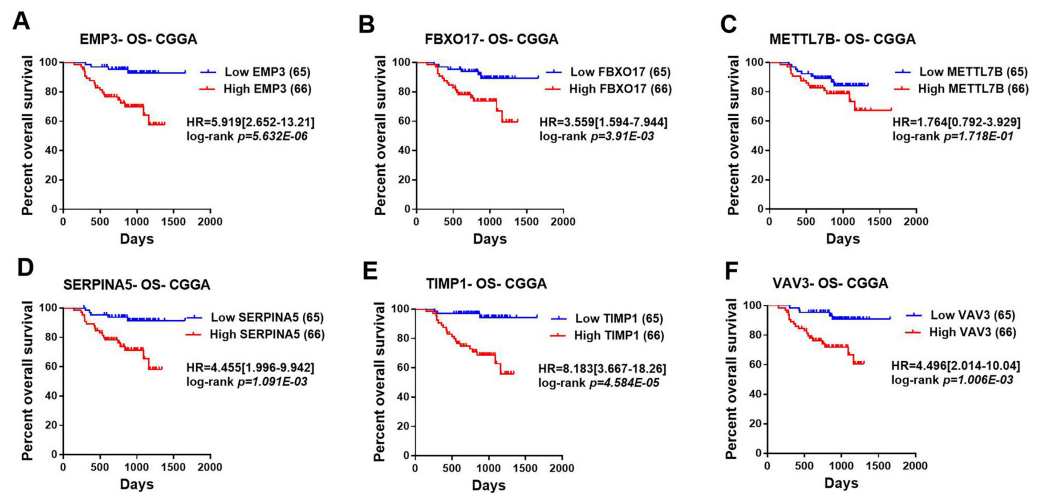 A
EMP3- OS- CGGA
Percent overall survival
100
80
60
40
20
0
0 500 1000 1500 2000
Days
Low EMP3 (65)
High EMP3 (66)
HR=5.919[2.652-13.21]
log-rank p=5.632E-06
B
FBXO17- OS- CGGA
Percent overall survival
100
80
60
40
20
0
0 500 1000 1500 2000
Days
Low FBXO17 (65)
High FBXO17 (66)
HR=3.559[1.594-7.944]
log-rank p=3.91E-03
C
METTL7B- OS- CGGA
Percent overall survival
100
80
60
40
20
0
0 500 1000 1500 2000
Days
Low METTL7B (65)
High METTL7B (66)
HR=1.764[0.792-3.929]
log-rank p=1.718E-01
D
SERPINA5- OS- CGGA
Percent overall survival
100
80
60
40
20
0
0 500 1000 1500 2000
Days
Low SERPINA5 (65)
High SERPINA5 (66)
HR=4.455[1.996-9.942]
log-rank p=1.091E-03
E
TIMP1- OS- CGGA
Percent overall survival
100
80
60
40
20
0
0 500 1000 1500 2000
Days
Low TIMP1 (65)
High TIMP1 (66)
HR=8.183[3.667-18.26]
log-rank p=4.584E-05
F
VAV3- OS- CGGA
Percent overall survival
100
80
60
40
20
0
0 500 1000 1500 2000
Days
Low VAV3 (65)
High VAV3 (66)
HR=4.496[2.014-10.04]
log-rank p=1.006E-03